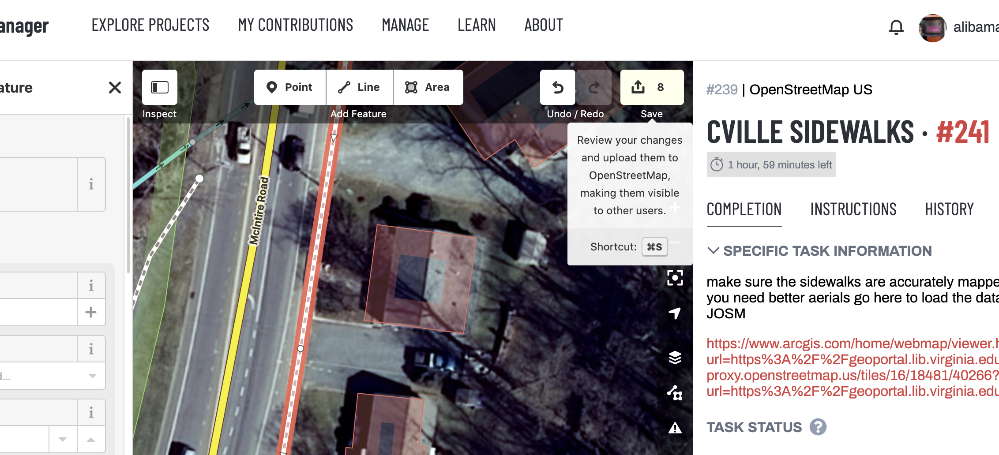 anager
EXPLORE PROJECTS
MY CONTRIBUTIONS
MANAGE
LEARN
ABOUT
alibama
ature
Inspect
Point
Line
Area
Add Feature
Undo / Redo
8
Save
Review your changes
and upload them to
OpenStreetMap,
making them visible
to other users.
Shortcut: ⌘S
McIntire Road
d...
#239 | OpenStreetMap US
CVILLE SIDEWALKS · #241
1 hour, 59 minutes left
COMPLETION
INSTRUCTIONS
HISTORY
SPECIFIC TASK INFORMATION
make sure the sidewalks are accurately mappe
you need better aerials go here to load the data
JOSM
https://www.arcgis.com/home/webmap/viewer.h
url=https%3A%2F%2Fgeoportal.lib.virginia.edu
proxy.openstreetmap.us/tiles/16/18481/40266?
url=https%3A%2F%2Fgeoportal.lib.virginia.edu
TASK STATUS ?